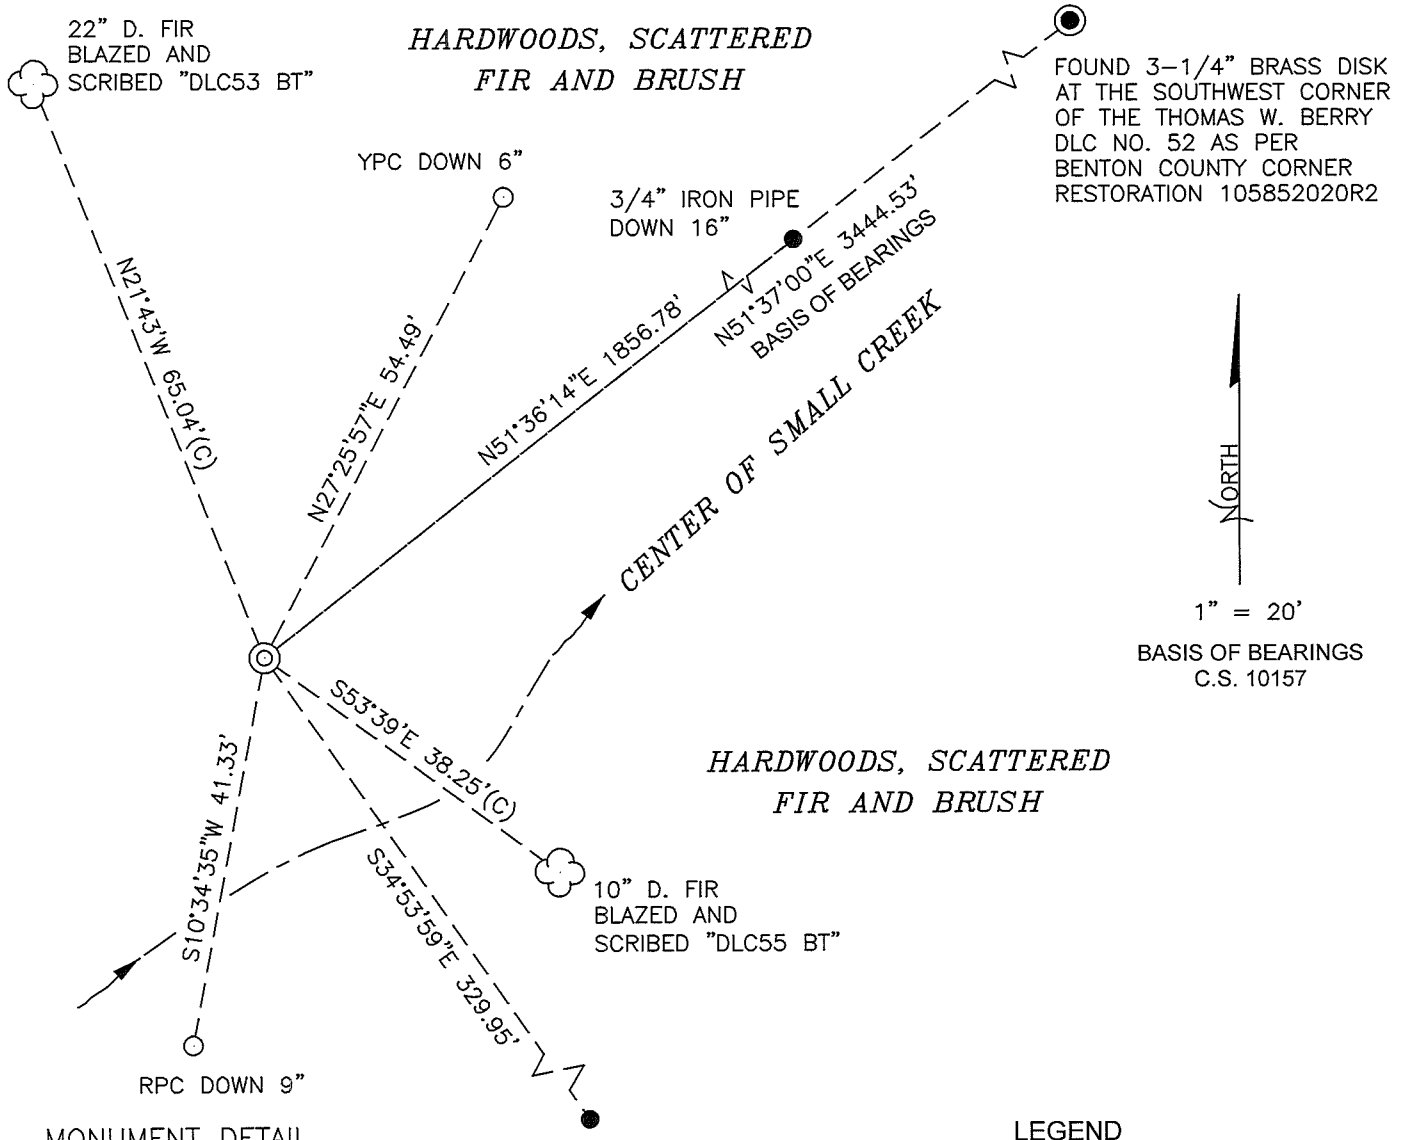 22" D. FIR
BLAZED AND
SCRIBED "DLC53 BT"
HARDWOODS, SCATTERED
FIR AND BRUSH
FOUND 3-1/4" BRASS DISK
AT THE SOUTHWEST CORNER
OF THE THOMAS W. BERRY
DLC NO. 52 AS PER
BENTON COUNTY CORNER
RESTORATION 105852020R2
YPC DOWN 6"
3/4" IRON PIPE
DOWN 16"
N21°43'W 65.04'(C)
N27°25'57"E 54.49'
N51°36'14"E 1856.78'
N51°37'00"E 3444.53'
BASIS OF BEARINGS
CENTER OF SMALL CREEK
NORTH
1" = 20'
BASIS OF BEARINGS
C.S. 10157
S53°39'E 38.25'(C)
S10°34'35"W 41.33'
S34°53'59"E 329.95'
HARDWOODS, SCATTERED
FIR AND BRUSH
10" D. FIR
BLAZED AND
SCRIBED "DLC55 BT"
RPC DOWN 9"
MONUMENT DETAIL
LEGEND